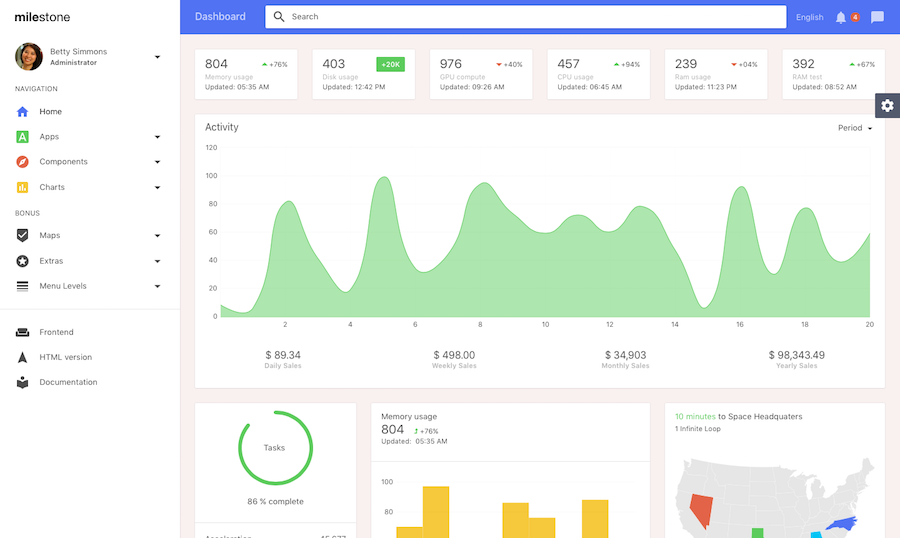 milestone
Dashboard
Search
English
4
Betty Simmons
Administrator
NAVIGATION
Home
Apps
Components
Charts
BONUS
Maps
Extras
Menu Levels
Frontend
HTML version
Documentation
804 +76%
Memory usage
Updated: 05:35 AM
403 +20K
Disk usage
Updated: 12:42 PM
976 +40%
GPU compute
Updated: 09:26 AM
457 +94%
CPU usage
Updated: 06:45 AM
239 +04%
Ram usage
Updated: 11:23 PM
392 +67%
RAM test
Updated: 08:52 AM
Activity
Period
120
100
80
60
40
20
0
2 4 6 8 10 12 14 16 18 20
$ 89.34
Daily Sales
$ 498.00
Weekly Sales
$ 34,903
Monthly Sales
$ 98,343.49
Yearly Sales
Tasks
86 % complete
Memory usage
804 +76%
Updated: 05:35 AM
100
80
10 minutes to Space Headquaters
1 Infinite Loop